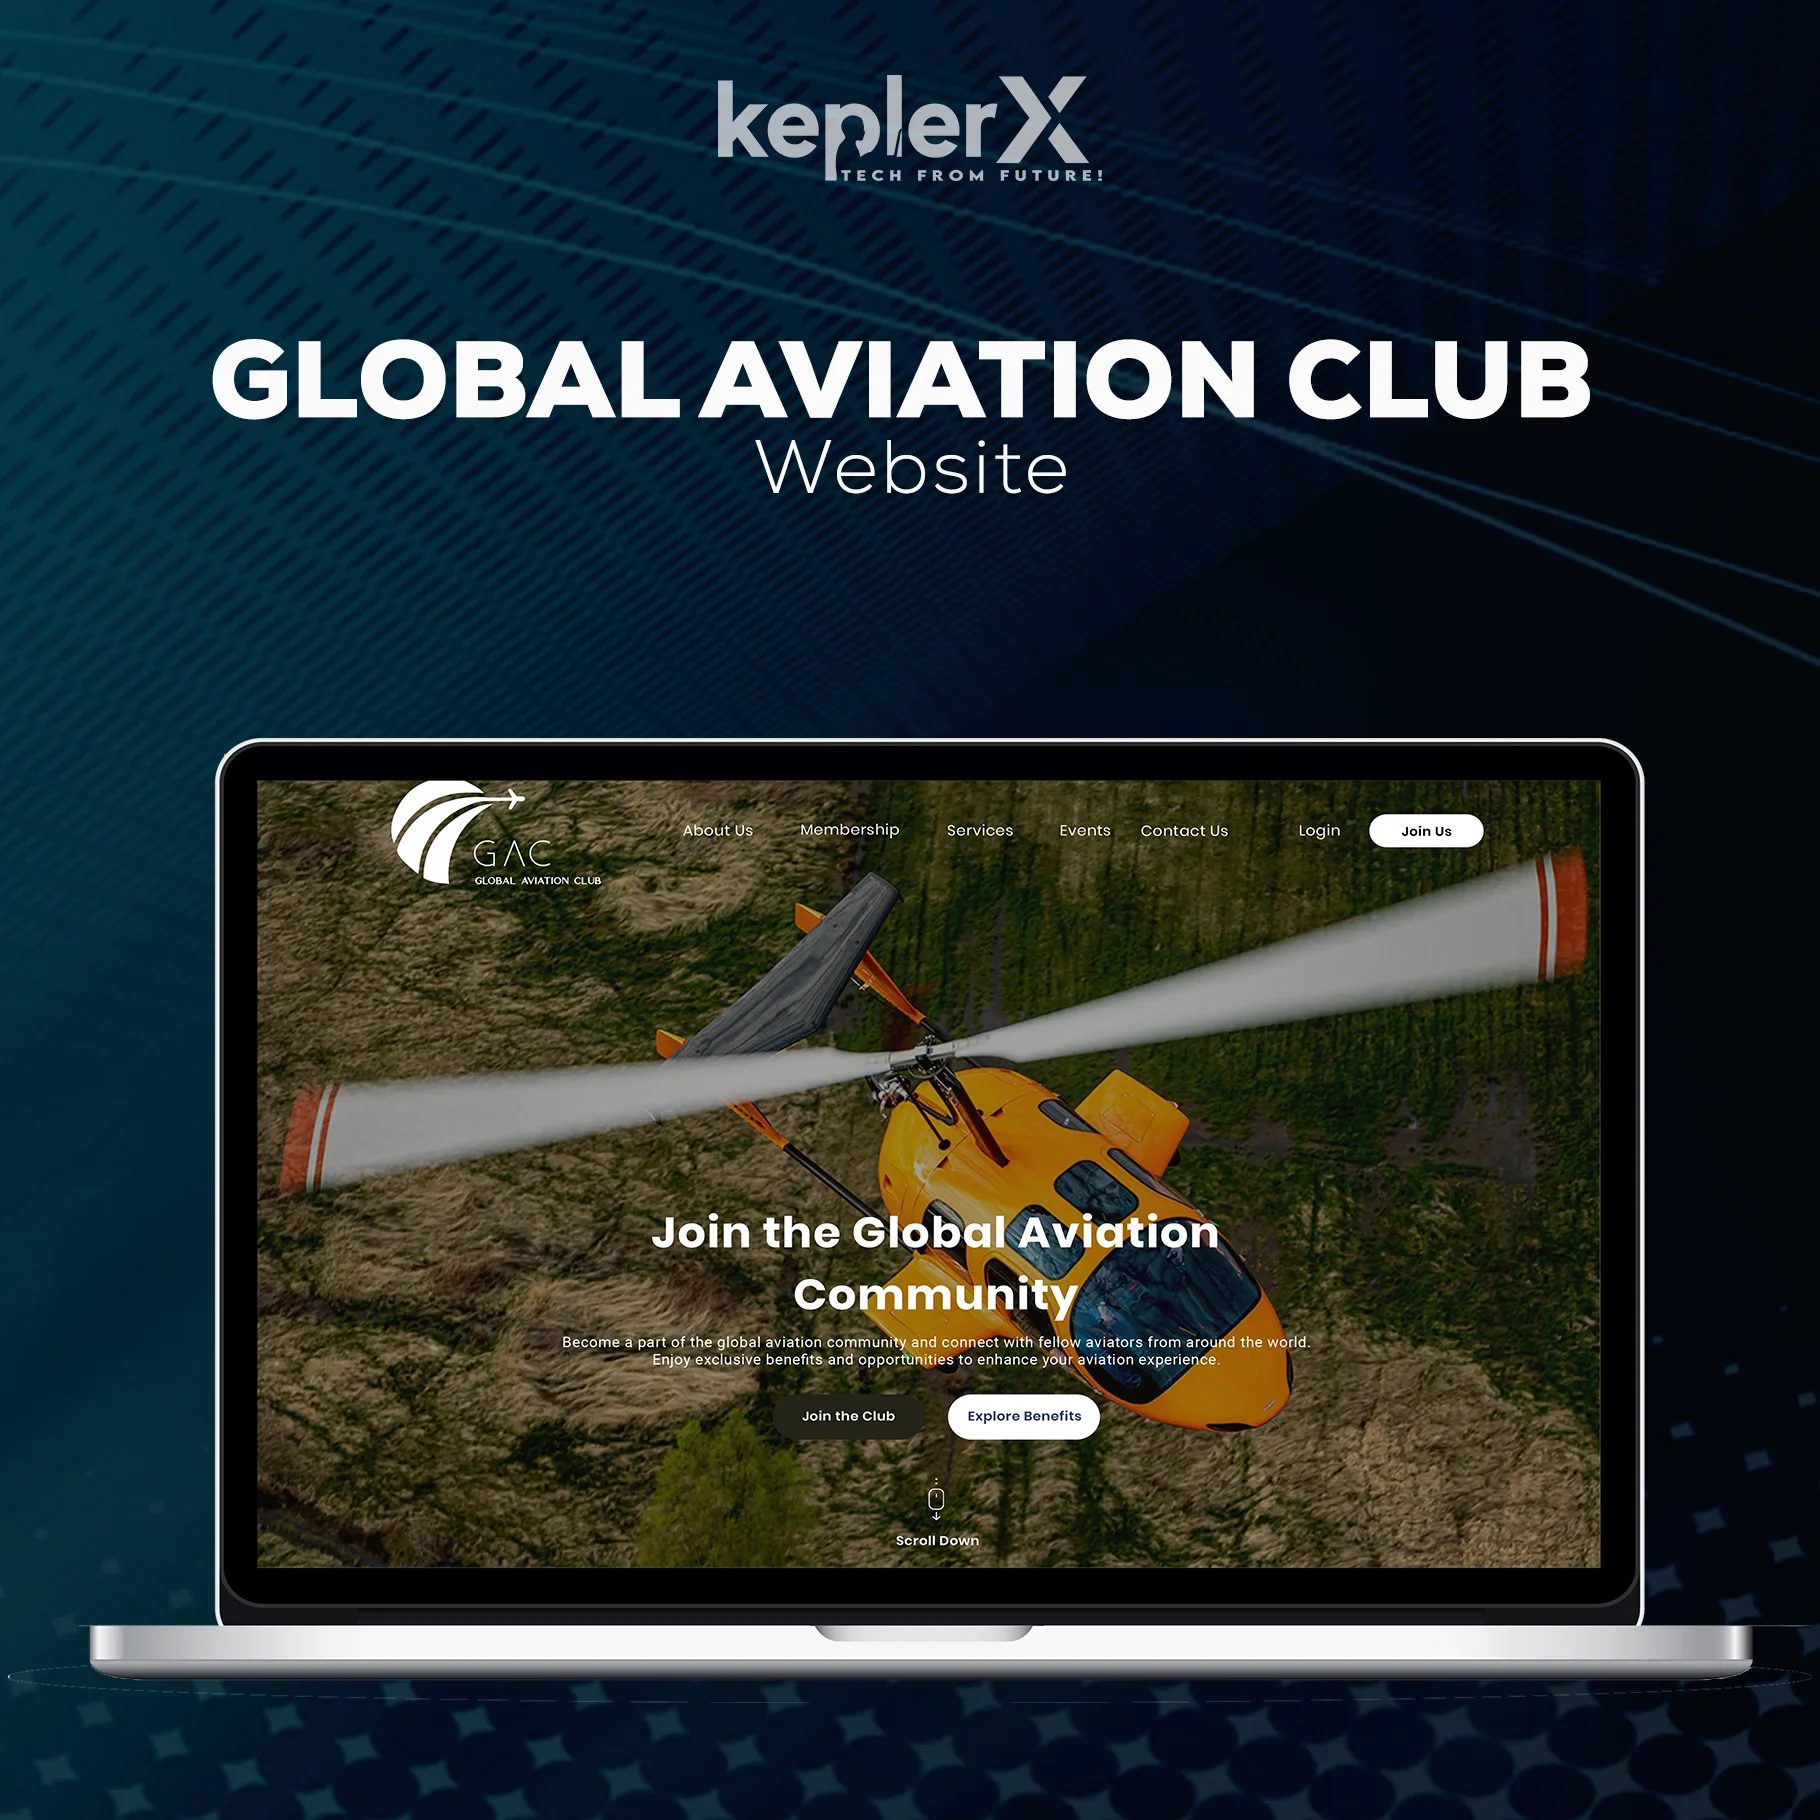 keplerX
TECH FROM FUTURE!
GLOBAL AVIATION CLUB
Website
GAC
GLOBAL AVIATION CLUB
About Us
Membership
Services
Events
Contact Us
Login
Join Us
Join the Global Aviation
Community
Become a part of the global aviation community and connect with fellow aviators from around the world.
Enjoy exclusive benefits and opportunities to enhance your aviation experience.
Join the Club
Explore Benefits
Scroll Down